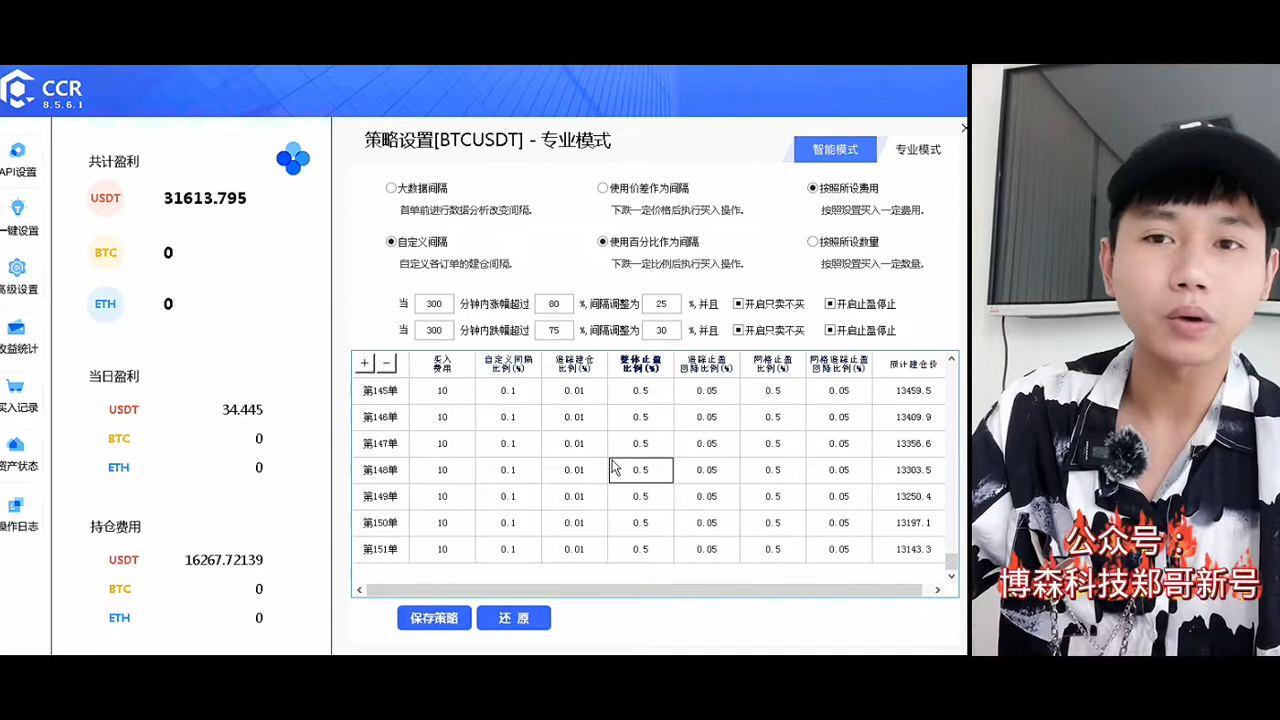 CCR
8.5.6.1
API设置
一键设置
高级设置
收益统计
买入记录
资产状态
操作日志
共计盈利
USDT 31613.795
BTC 0
ETH 0
当日盈利
USDT 34.445
BTC 0
ETH 0
持仓费用
USDT 16267.72139
BTC 0
ETH 0
策略设置[BTCUSDT] - 专业模式
智能模式 专业模式
大数据间隔 使用价差作为间隔 按照所设费用
首单前进行数据分析改变间隔. 下跌一定价格后执行买入操作. 按照设置买入一定费用.
自定义间隔 使用百分比作为间隔 按照所设数量
自定义各订单的建仓间隔. 下跌一定比例后执行买入操作. 按照设置买入一定数量.
当 300 分钟内涨幅超过 80 %,间隔调整为 25 %,并且 开启只卖不买 开启止盈停止
当 300 分钟内跌幅超过 75 %,间隔调整为 30 %,并且 开启只卖不买 开启止盈停止
+ − 买入费用 自定义间隔比例(%) 追踪建仓比例(%) 整体止盈比例(%) 追踪止盈回降比例(%) 网格止盈比例(%) 网格追踪止盈回降比例(%) 预计建仓价
第145单 10 0.1 0.01 0.5 0.05 0.5 0.05 13459.5
第146单 10 0.1 0.01 0.5 0.05 0.5 0.05 13409.9
第147单 10 0.1 0.01 0.5 0.05 0.5 0.05 13356.6
第148单 10 0.1 0.01 0.5 0.05 0.5 0.05 13303.5
第149单 10 0.1 0.01 0.5 0.05 0.5 0.05 13250.4
第150单 10 0.1 0.01 0.5 0.05 0.5 0.05 13197.1
第151单 10 0.1 0.01 0.5 0.05 0.5 0.05 13143.3
保存策略 还 原
公众号：
博森科技郑哥新号